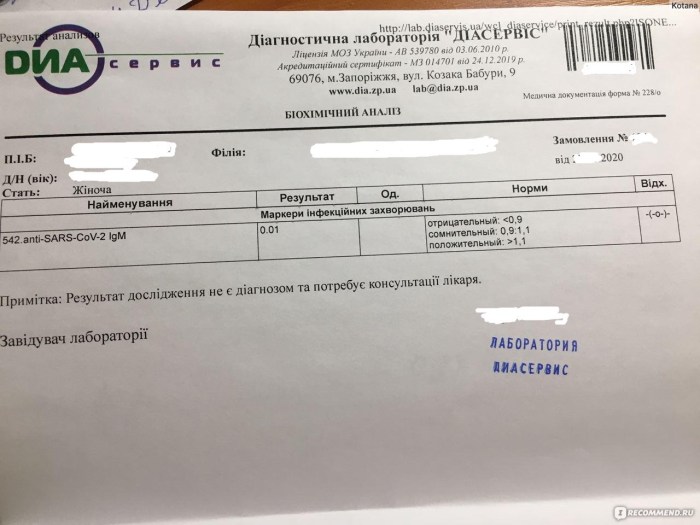 Kotana
Результат анализов
http://lab.diaservis.ua/wcl_diaservice/print_result.php?ISONE...
DИА сервис
Діагностична лабораторія "ДІАСЕРВІС"
Ліцензія МОЗ України - АВ 539780 від 03.06.2010 р.
Акредитаційний сертифікат - МЗ 014701 від 24.12.2019 р.
69076, м.Запоріжжя, вул. Козака Бабури, 9
www.dia.zp.ua lab@dia.zp.ua
Медична документація форма № 228/о
БІОХІМІЧНИЙ АНАЛІЗ
П.І.Б: Філія: Замовлення №
від 2020
Д/Н (вік):
Стать: Жіноча
Найменування Результат Од. Норми Відх.
Маркери інфекційних захворювань
542.anti-SARS-CoV-2 IgM 0.01 отрицательный: <0,9 -(-o-)-
сомнительный: 0,9:1,1
положительный: >1,1
Примітка: Результат дослідження не є діагнозом та потребує консультації лікаря.
Завідувач лабораторії
ЛАБОРАТОРИЯ
ДИАСЕРВИС
IRECOMMEND.RU